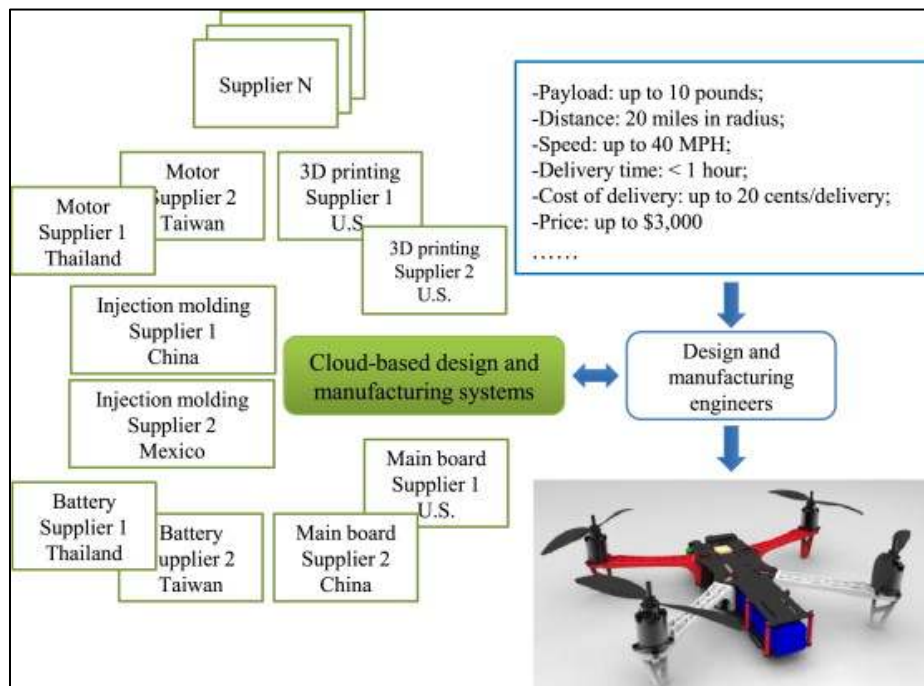 Supplier N
Motor
Supplier 2
Taiwan
3D printing
Supplier 1
U.S
Motor
Supplier 1
Thailand
3D printing
Supplier 2
U.S.
Injection molding
Supplier 1
China
Injection molding
Supplier 2
Mexico
Cloud-based design and
manufacturing systems
Main board
Supplier 1
U.S.
Battery
Supplier 1
Thailand
Battery
upplier 2
Taiwan
Main board
Supplier 2
China
-Payload: up to 10 pounds;
-Distance: 20 miles in radius;
-Speed: up to 40 MPH;
-Delivery time: < 1 hour;
-Cost of delivery: up to 20 cents/delivery;
-Price: up to $3,000
……
Design and
manufacturing
engineers